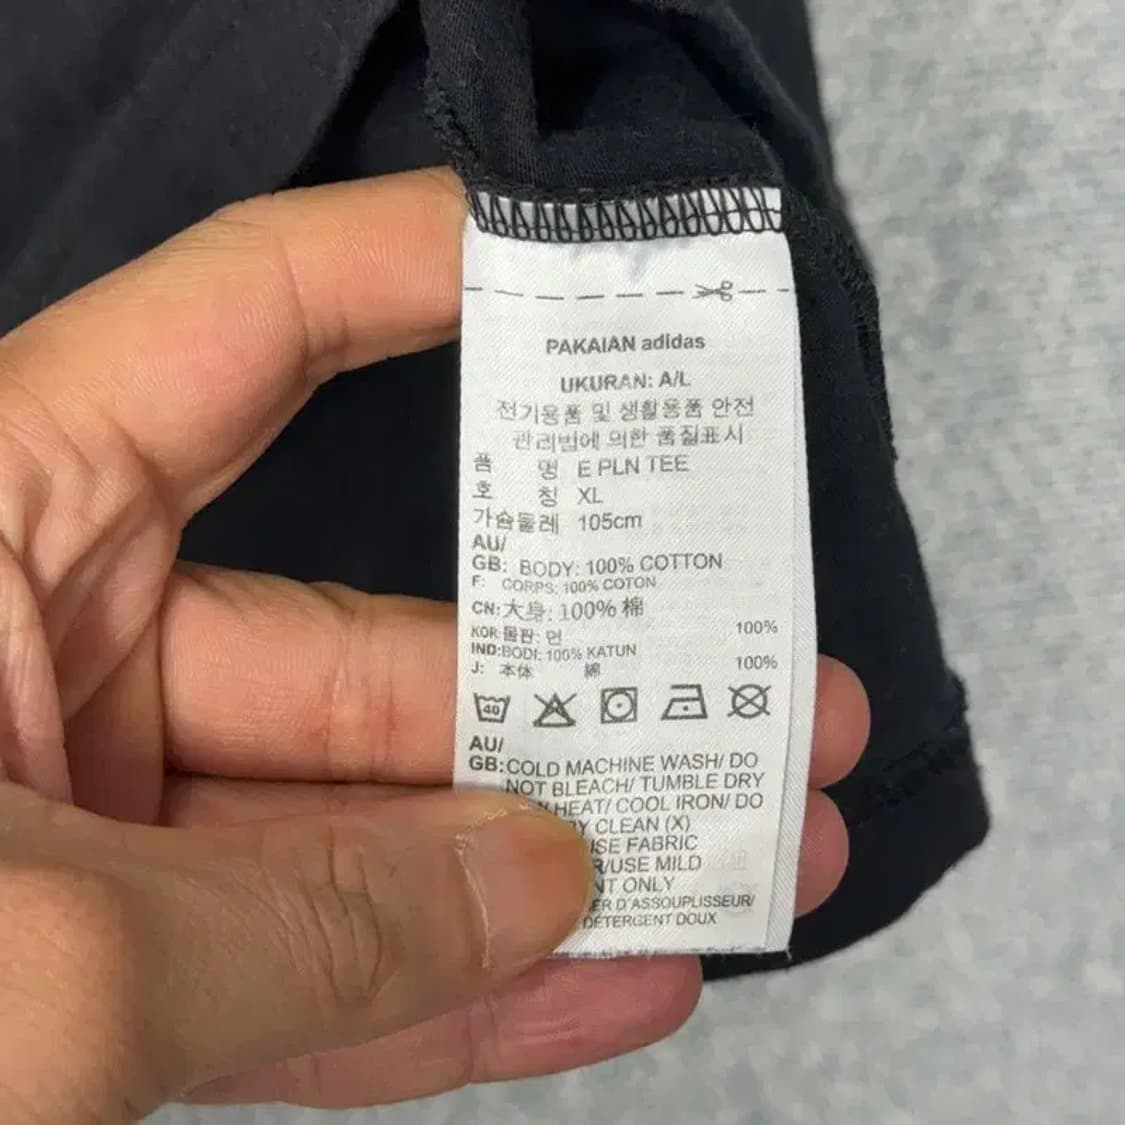 PAKAIAN adidas
UKURAN: A/L
전기용품 및 생활용품 안전
관리법에 의한 품질표시
품 명 E PLN TEE
호 칭 XL
가슴둘레 105cm
AU/
GB: BODY: 100% COTTON
F: CORPS: 100% COTON
CN: 大身: 100% 棉
KOR: 몸판: 면 100%
IND:BODI: 100% KATUN
J: 本体 綿 100%
40
AU/
GB:COLD MACHINE WASH/ DO
NOT BLEACH/ TUMBLE DRY
HEAT/ COOL IRON/ DO
CLEAN (X)
FABRIC
USE MILD
ONLY
D'ASSOUPLISSEUR/
DETERGENT DOUX